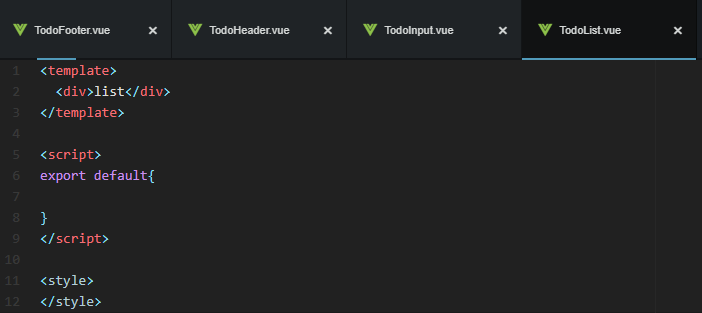 TodoFooter.vue × TodoHeader.vue × TodoInput.vue × TodoList.vue ×
1 <template>
2   <div>list</div>
3 </template>
4
5 <script>
6 export default{
7
8 }
9 </script>
10
11 <style>
12 </style>